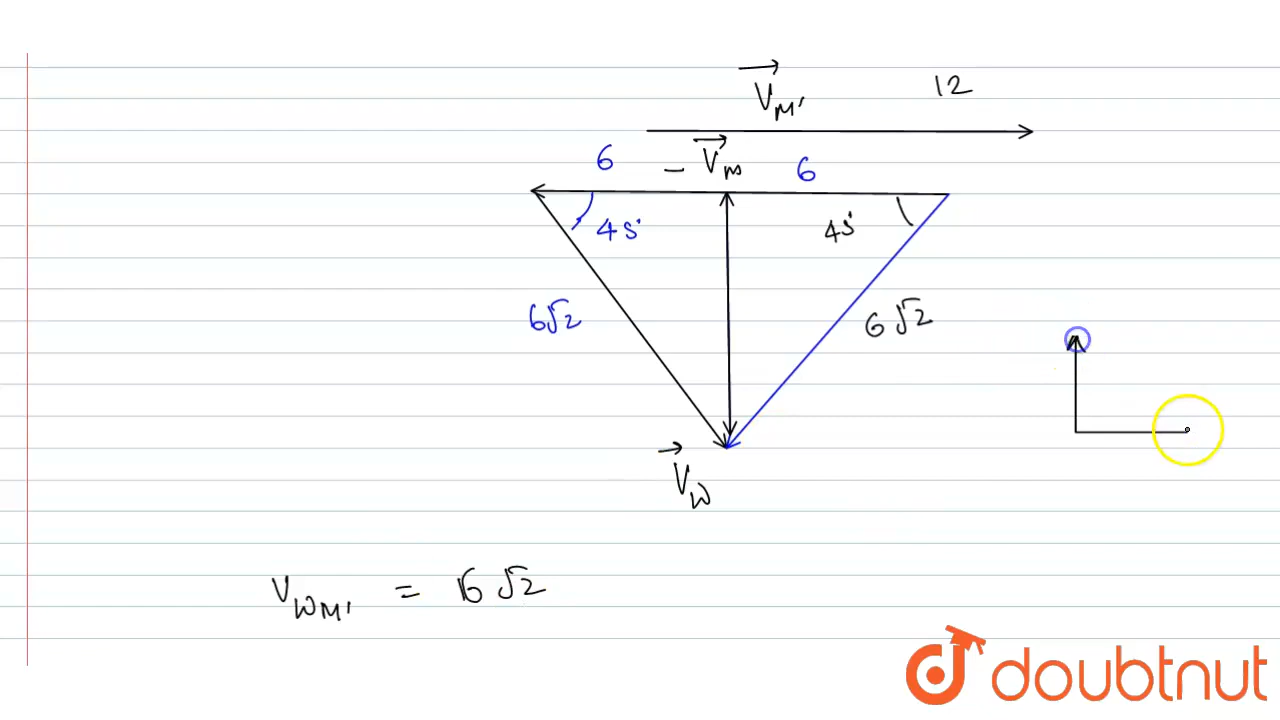 →
V_M' 12
6 - →V_m 6
45° 45°
6√2 6√2
→
V_W
V_WM' = 6√2
doubtnut